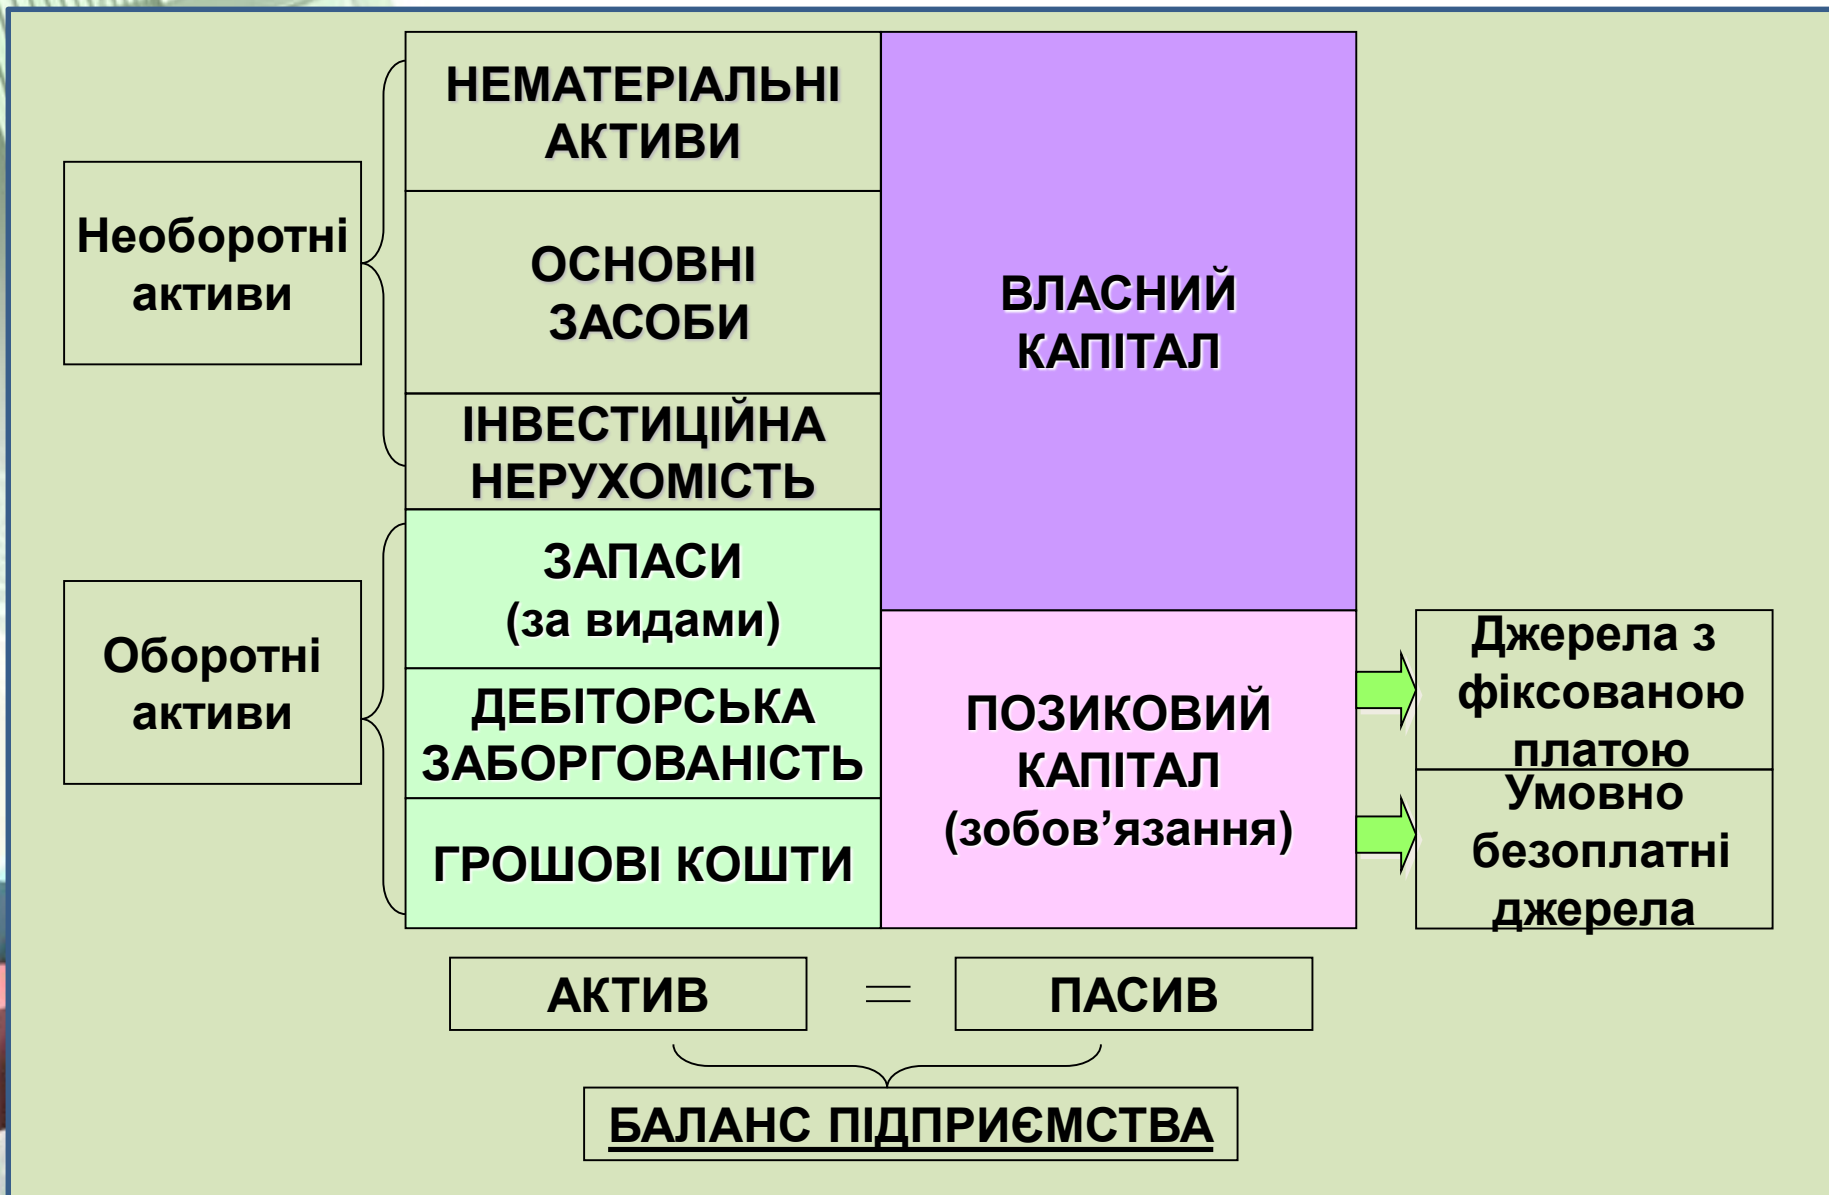 Необоротні
активи
НЕМАТЕРІАЛЬНІ
АКТИВИ
ОСНОВНІ
ЗАСОБИ
ІНВЕСТИЦІЙНА
НЕРУХОМІСТЬ
Оборотні
активи
ЗАПАСИ
(за видами)
ДЕБІТОРСЬКА
ЗАБОРГОВАНІСТЬ
ГРОШОВІ КОШТИ
ВЛАСНИЙ
КАПІТАЛ
ПОЗИКОВИЙ
КАПІТАЛ
(зобов’язання)
Джерела з
фіксованою
платою
Умовно
безоплатні
джерела
АКТИВ = ПАСИВ
БАЛАНС ПІДПРИЄМСТВА